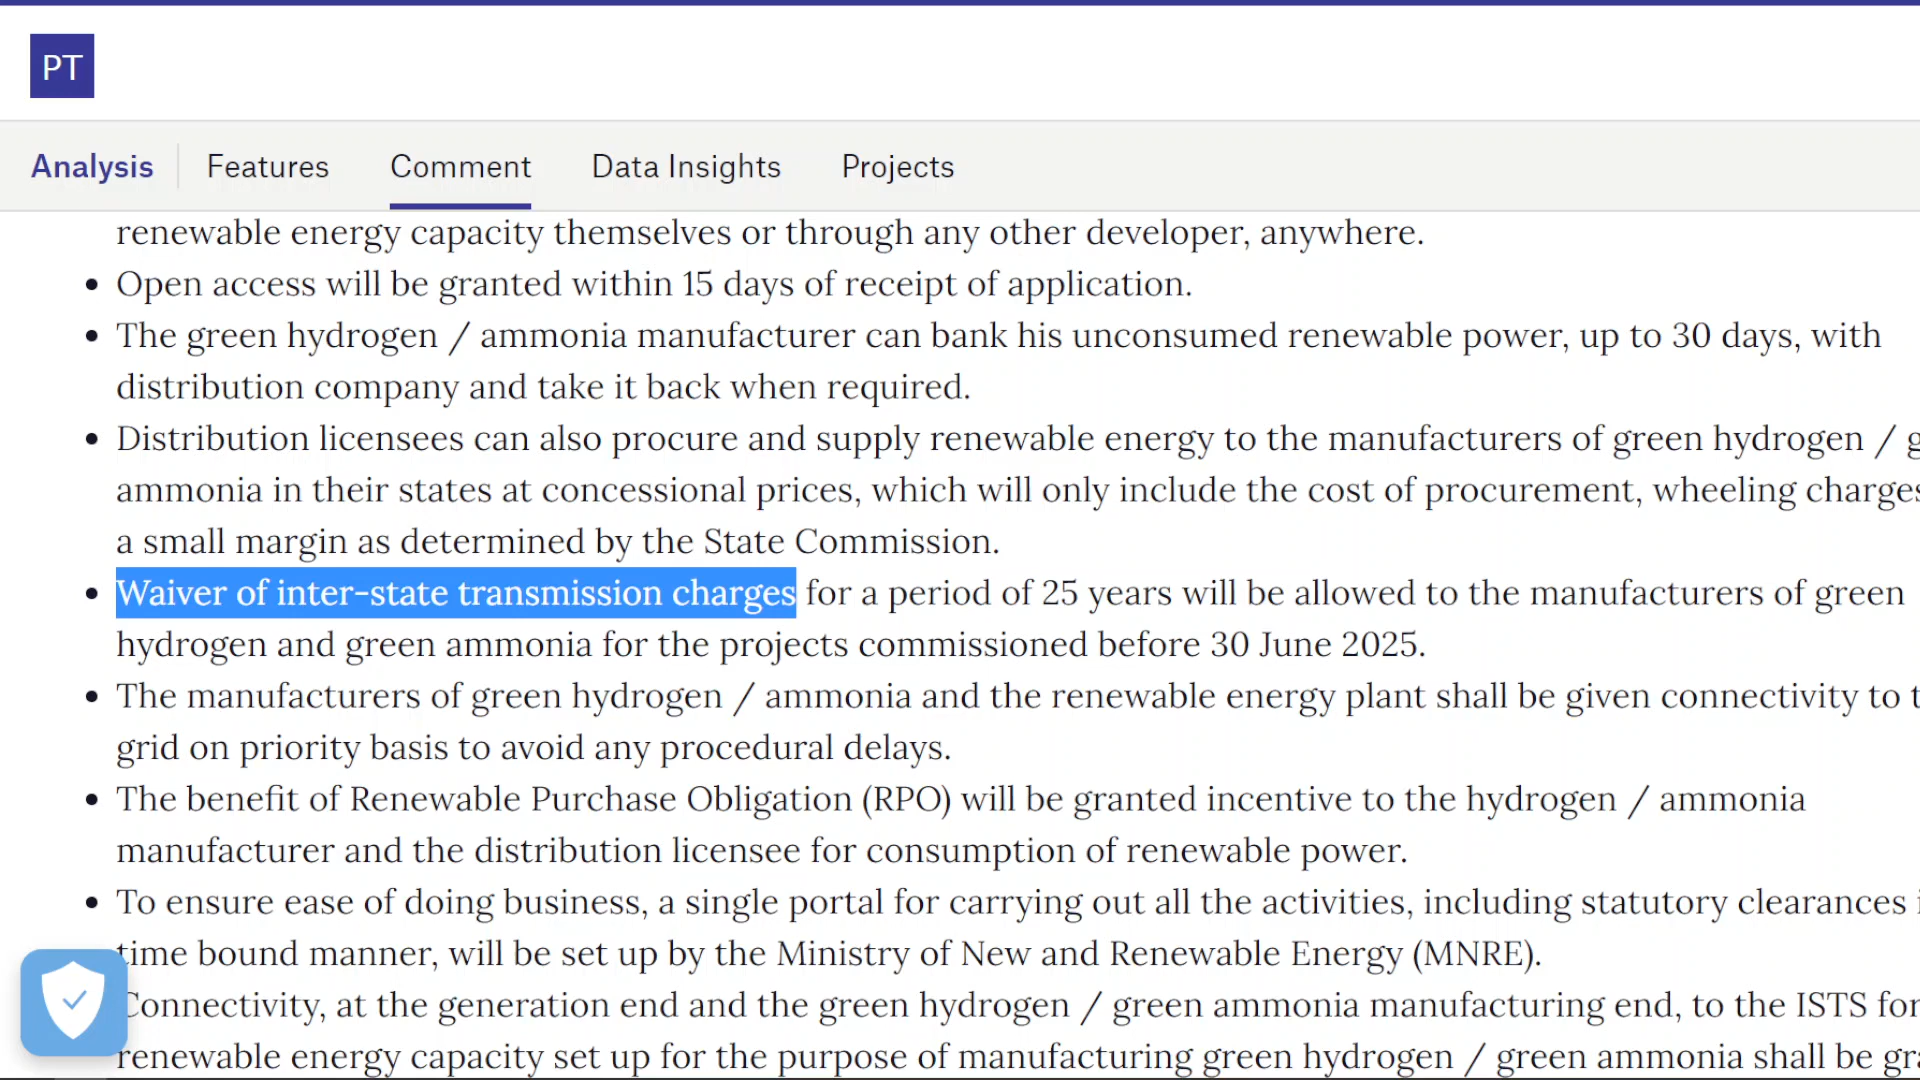 PT
Analysis Features Comment Data Insights Projects
renewable energy capacity themselves or through any other developer, anywhere.
• Open access will be granted within 15 days of receipt of application.
• The green hydrogen / ammonia manufacturer can bank his unconsumed renewable power, up to 30 days, with
distribution company and take it back when required.
• Distribution licensees can also procure and supply renewable energy to the manufacturers of green hydrogen /
ammonia in their states at concessional prices, which will only include the cost of procurement, wheeling charges
a small margin as determined by the State Commission.
• Waiver of inter-state transmission charges for a period of 25 years will be allowed to the manufacturers of green
hydrogen and green ammonia for the projects commissioned before 30 June 2025.
• The manufacturers of green hydrogen / ammonia and the renewable energy plant shall be given connectivity to
grid on priority basis to avoid any procedural delays.
• The benefit of Renewable Purchase Obligation (RPO) will be granted incentive to the hydrogen / ammonia
manufacturer and the distribution licensee for consumption of renewable power.
• To ensure ease of doing business, a single portal for carrying out all the activities, including statutory clearances
time bound manner, will be set up by the Ministry of New and Renewable Energy (MNRE).
Connectivity, at the generation end and the green hydrogen / green ammonia manufacturing end, to the ISTS for
renewable energy capacity set up for the purpose of manufacturing green hydrogen / green ammonia shall be